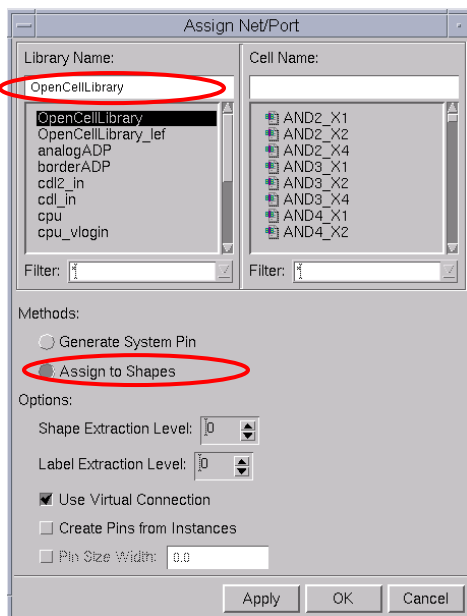 Assign Net/Port
Library Name:
OpenCellLibrary
OpenCellLibrary
OpenCellLibrary_lef
analogADP
borderADP
cdl2_in
cdl_in
cpu
cpu_vlogin
Filter: *
Cell Name:
AND2_X1
AND2_X2
AND2_X4
AND3_X1
AND3_X2
AND3_X4
AND4_X1
AND4_X2
Filter: *
Methods:
Generate System Pin
Assign to Shapes
Options:
Shape Extraction Level: 0
Label Extraction Level: 0
Use Virtual Connection
Create Pins from Instances
Pin Size Width: 0.0
Apply OK Cancel